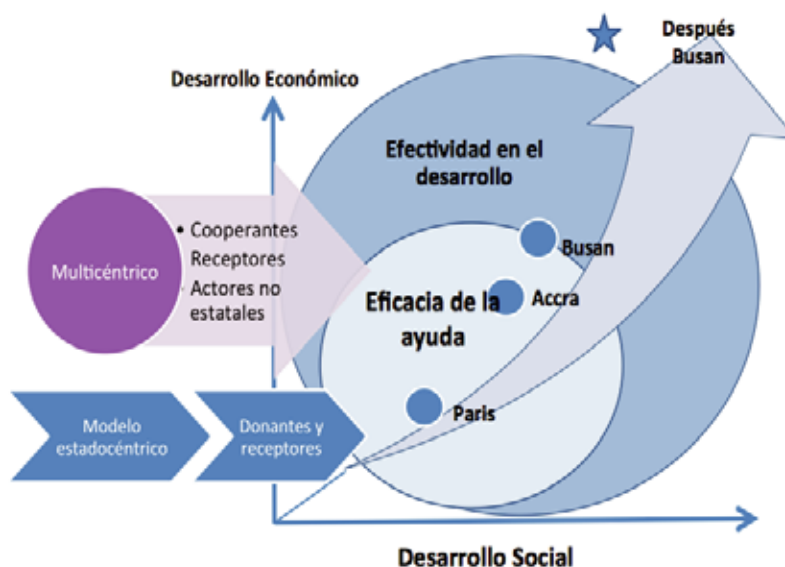 Después
Busan
Desarrollo Económico
Efectividad en el
desarrollo
• Cooperantes
Receptores
Actores no
estatales
Multicéntrico
Busan
Accra
Eficacia de la
ayuda
Paris
Modelo
estadocéntrico
Donantes y
receptores
Desarrollo Social